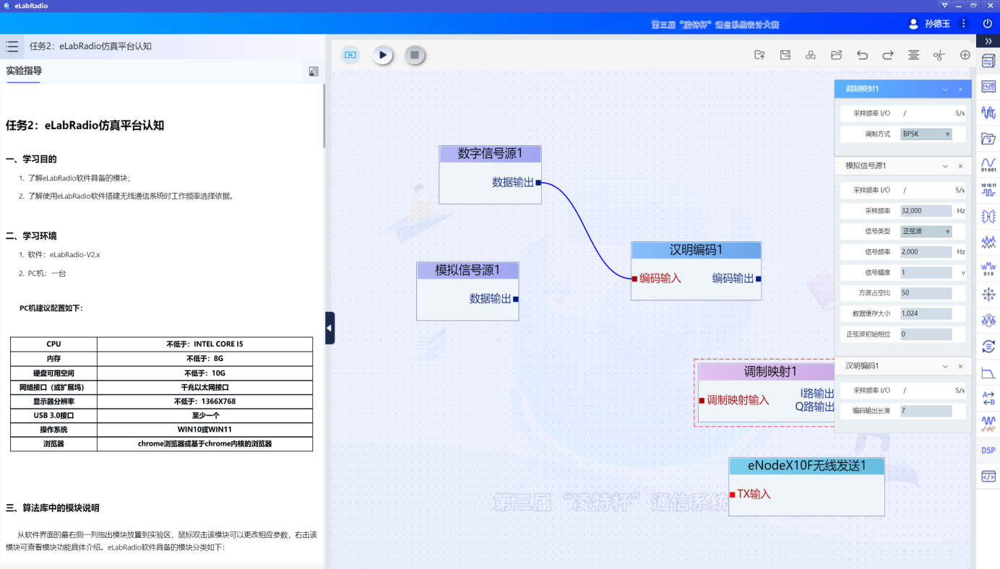 eLabRadio
第三届“凌特杯”通信系统设计大赛
孙德玉
任务2：eLabRadio仿真平台认知
实验指导
任务2：eLabRadio仿真平台认知
一、学习目的
1. 了解eLabRadio软件具备的模块；
2. 了解使用eLabRadio软件搭建无线通信系统时工作频率选择依据。
二、学习环境
1. 软件：eLabRadio-V2.x
2. PC机：一台
PC机建议配置如下：
CPU 不低于：INTEL CORE I5
内存 不低于：8G
硬盘可用空间 不低于：10G
网络接口（或扩展坞） 千兆以太网接口
显示器分辨率 不低于：1366X768
USB 3.0接口 至少一个
操作系统 WIN10或WIN11
浏览器 chrome浏览器或基于chrome内核的浏览器
三、算法库中的模块说明
从软件界面的最右侧一列拖出模块放置到实验区，鼠标双击该模块可以更改相应参数，右击该
模块可查看模块功能具体介绍。eLabRadio软件具备的模块分类如下：
数字信号源1
数据输出
模拟信号源1
数据输出
汉明编码1
编码输入 编码输出
调制映射1
调制映射输入 I路输出
Q路输出
eNodeX10F无线发送1
TX输入
第三届“凌特杯”通信系统
调制映射1
采样频率 I/O / S/s
调制方式 BPSK
模拟信号源1
采样频率 I/O / S/s
采样频率 32,000 Hz
信号类型 正弦波
信号频率 2,000 Hz
信号幅度 1 v
方波占空比 50
数据缓存大小 1,024
正弦波初始相位 0
汉明编码1
采样频率 I/O / S/s
编码输出长度 7
01001
101011
010
A
B
DSP